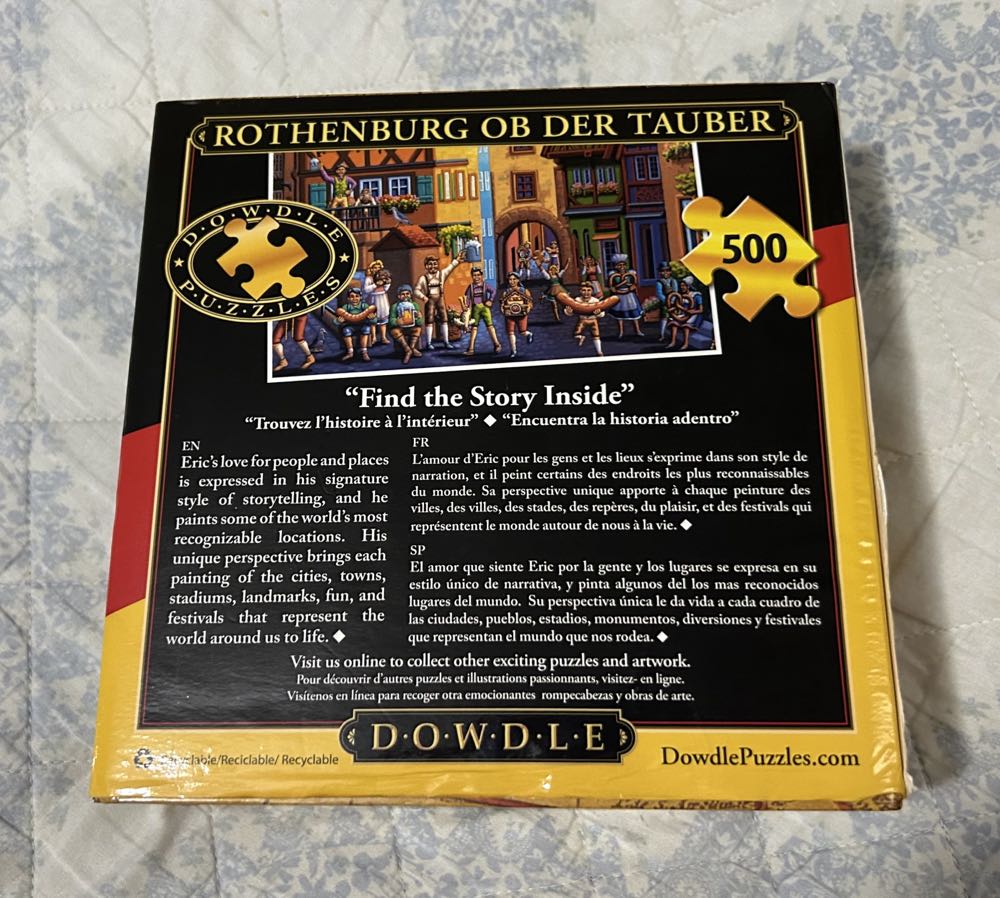 ROTHENBURG OB DER TAUBER
D·O·W·D·L·E
P·U·Z·Z·L·E·S
500
“Find the Story Inside”
“Trouvez l’histoire à l’intérieur” ◆ “Encuentra la historia adentro”
EN
Eric’s love for people and places
is expressed in his signature
style of storytelling, and he
paints some of the world’s most
recognizable locations. His
unique perspective brings each
painting of the cities, towns,
stadiums, landmarks, fun, and
festivals that represent the
world around us to life. ◆
FR
L’amour d’Eric pour les gens et les lieux s’exprime dans son style de
narration, et il peint certains des endroits les plus reconnaissables
du monde. Sa perspective unique apporte à chaque peinture des
villes, des villes, des stades, des repères, du plaisir, et des festivals qui
représentent le monde autour de nous à la vie. ◆
SP
El amor que siente Eric por la gente y los lugares se expresa en su
estilo único de narrativa, y pinta algunos del los mas reconocidos
lugares del mundo. Su perspectiva única le da vida a cada cuadro de
las ciudades, pueblos, estadios, monumentos, diversiones y festivales
que representan el mundo que nos rodea. ◆
Visit us online to collect other exciting puzzles and artwork.
Pour découvrir d’autres puzzles et illustrations passionnants, visitez- en ligne.
Visítenos en línea para recoger otra emocionantes rompecabezas y obras de arte.
D·O·W·D·L·E
/Reciclable/ Recyclable
DowdlePuzzles.com